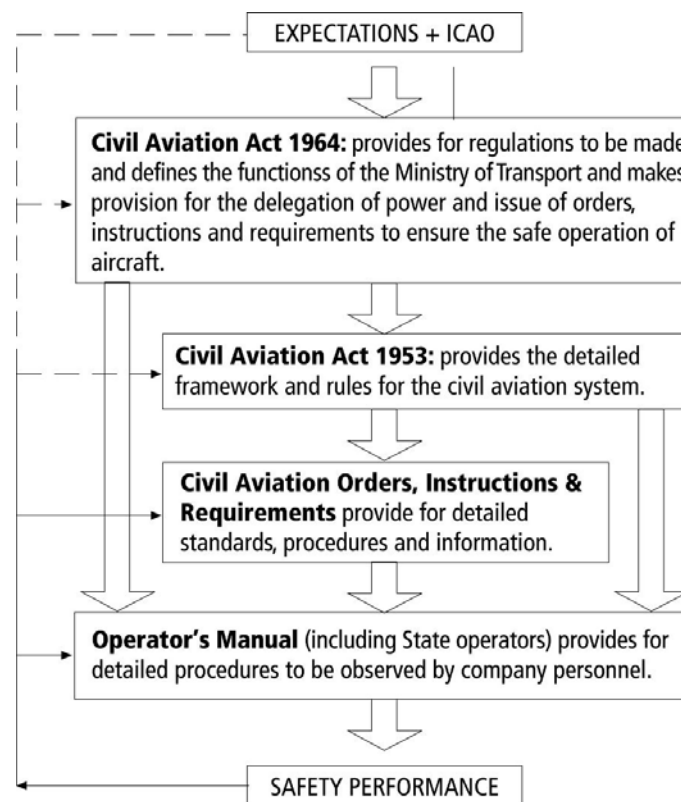 EXPECTATIONS + ICAO
Civil Aviation Act 1964: provides for regulations to be made
and defines the functionss of the Ministry of Transport and makes
provision for the delegation of power and issue of orders,
instructions and requirements to ensure the safe operation of
aircraft.
Civil Aviation Act 1953: provides the detailed
framework and rules for the civil aviation system.
Civil Aviation Orders, Instructions &
Requirements provide for detailed
standards, procedures and information.
Operator’s Manual (including State operators) provides for
detailed procedures to be observed by company personnel.
SAFETY PERFORMANCE